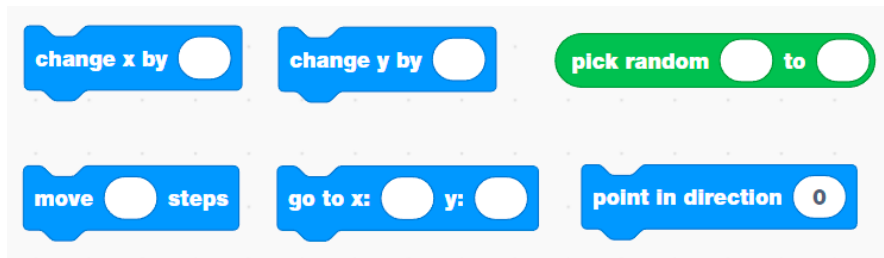 change x by
change y by
pick random to
move steps
go to x: y:
point in direction 0